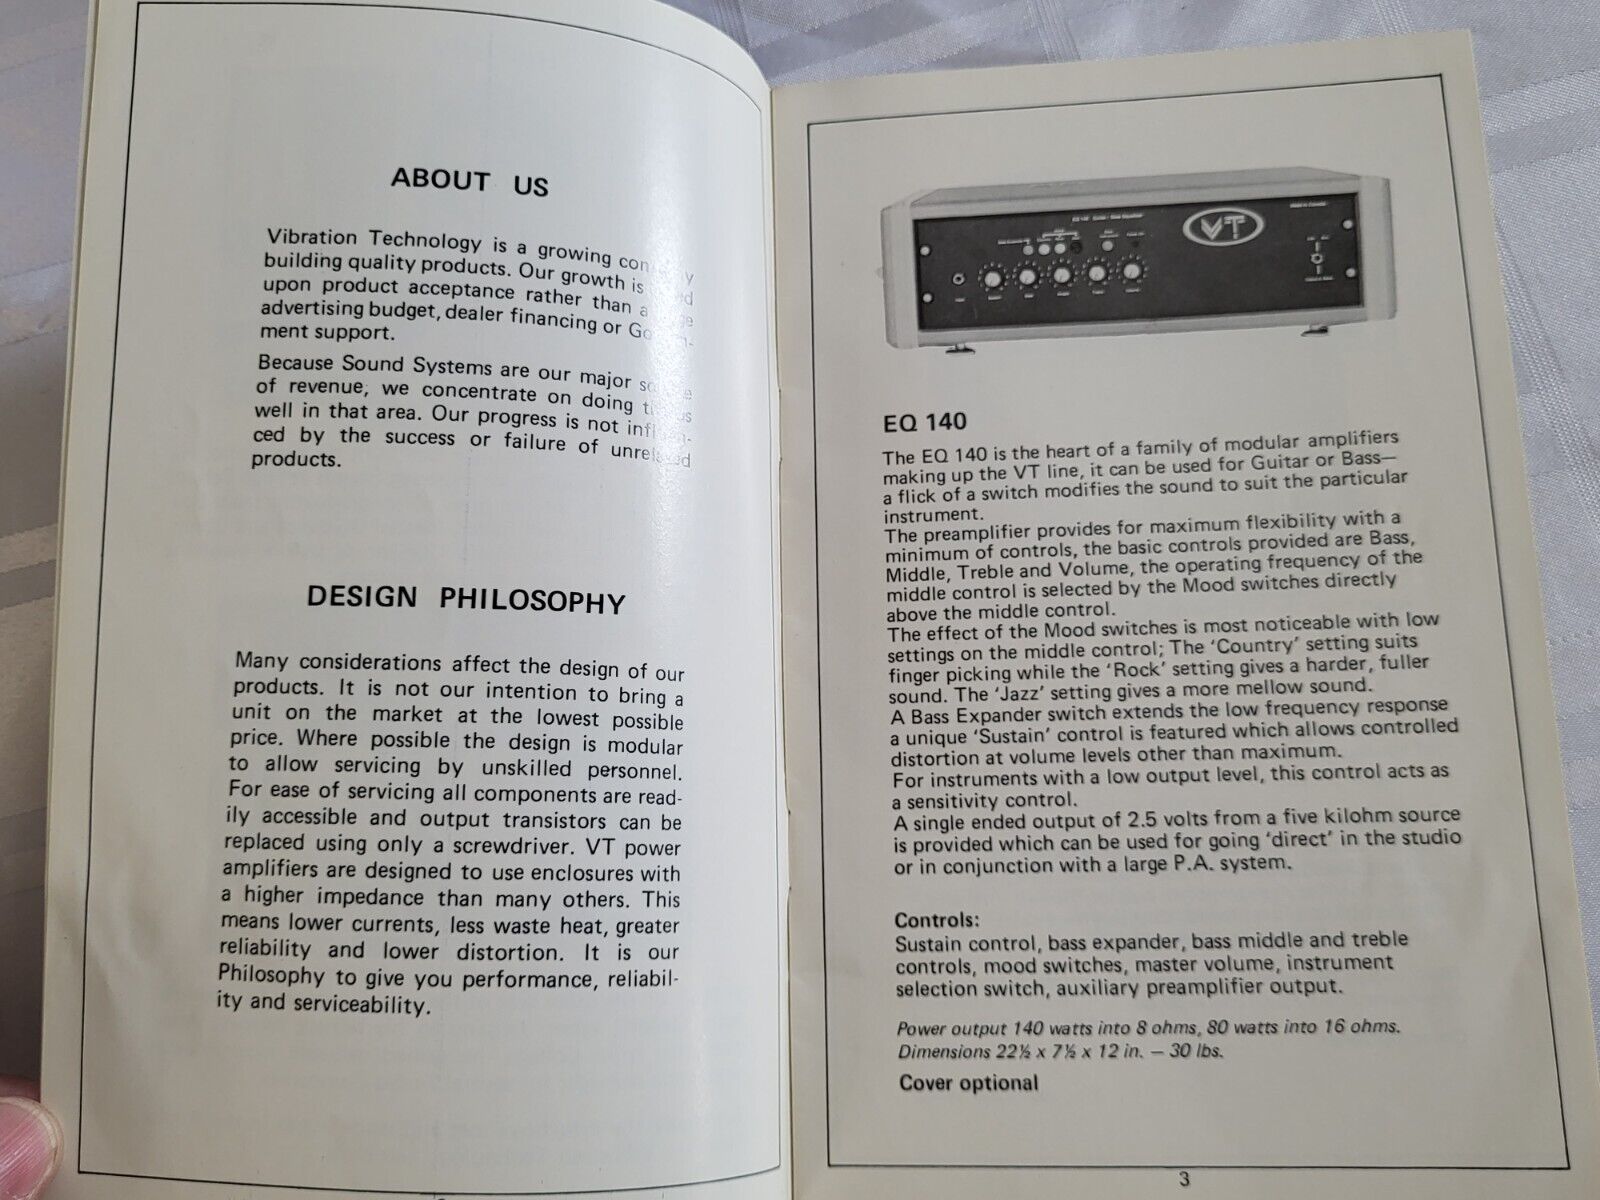 ABOUT US
Vibration Technology is a growing
building quality products. Our growth is
upon product acceptance rather than a
advertising budget, dealer financing or
ment support.
Because Sound Systems are our major
of revenue, we concentrate on doing
well in that area. Our progress is not
ced by the success or failure of
products.
DESIGN PHILOSOPHY
Many considerations affect the design of our
products. It is not our intention to bring a
unit on the market at the lowest possible
price. Where possible the design is modular
to allow servicing by unskilled personnel.
For ease of servicing all components are read-
ily accessible and output transistors can be
replaced using only a screwdriver. VT power
amplifiers are designed to use enclosures with
a higher impedance than many others. This
means lower currents, less waste heat, greater
reliability and lower distortion. It is our
Philosophy to give you performance, reliabil-
ity and serviceability.
VT
EQ 140
The EQ 140 is the heart of a family of modular amplifiers
making up the VT line, it can be used for Guitar or Bass—
a flick of a switch modifies the sound to suit the particular
instrument.
The preamplifier provides for maximum flexibility with a
minimum of controls, the basic controls provided are Bass,
Middle, Treble and Volume, the operating frequency of the
middle control is selected by the Mood switches directly
above the middle control.
The effect of the Mood switches is most noticeable with low
settings on the middle control; The 'Country' setting suits
finger picking while the 'Rock' setting gives a harder, fuller
sound. The 'Jazz' setting gives a more mellow sound.
A Bass Expander switch extends the low frequency response
a unique 'Sustain' control is featured which allows controlled
distortion at volume levels other than maximum.
For instruments with a low output level, this control acts as
a sensitivity control.
A single ended output of 2.5 volts from a five kilohm source
is provided which can be used for going 'direct' in the studio
or in conjunction with a large P.A. system.
Controls:
Sustain control, bass expander, bass middle and treble
controls, mood switches, master volume, instrument
selection switch, auxiliary preamplifier output.
Power output 140 watts into 8 ohms, 80 watts into 16 ohms.
Dimensions 22½ x 7½ x 12 in. — 30 lbs.
Cover optional
3